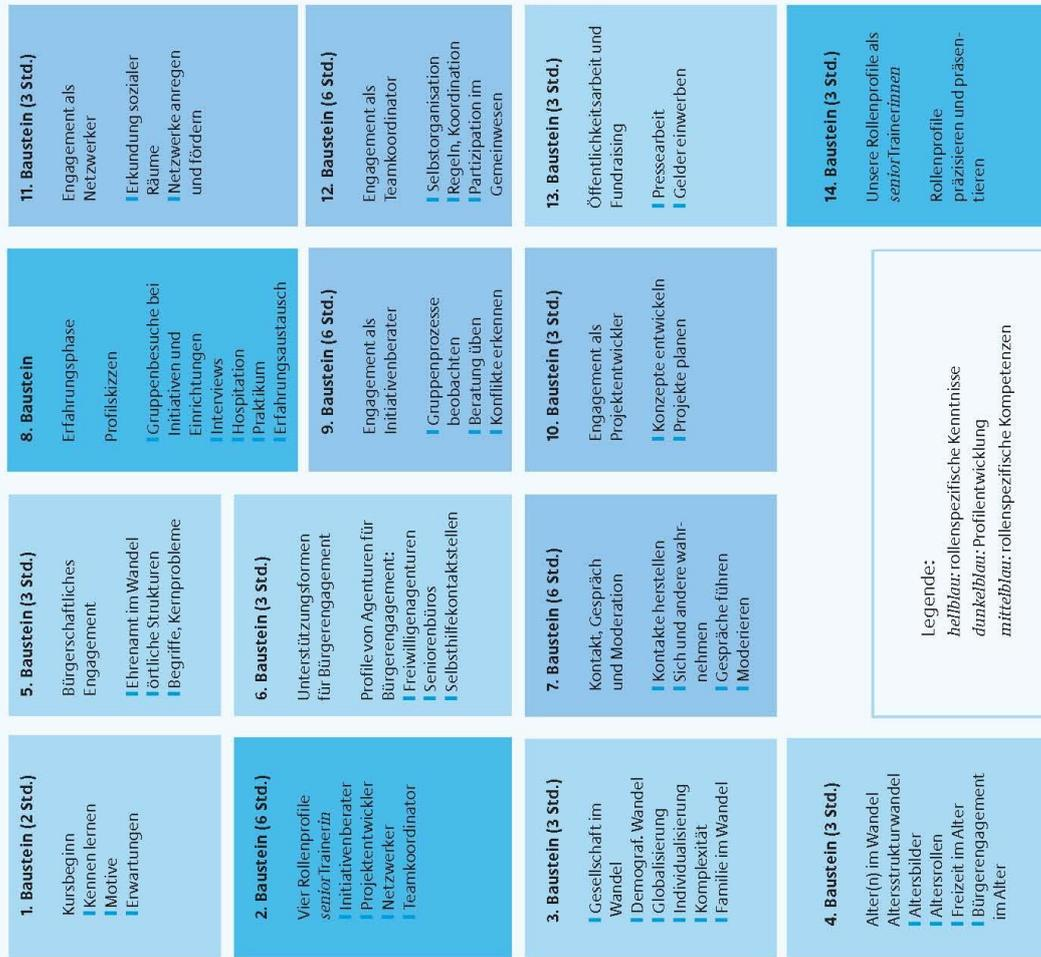 1. Baustein (2 Std.)
Kursbeginn
Kennen lernen
Motive
Erwartungen
2. Baustein (6 Std.)
Vier Rollenprofile
seniorTrainerin
Initiativenberater
Projektentwickler
Netzwerker
Teamkoordinator
3. Baustein (3 Std.)
Gesellschaft im
Wandel
Demograf. Wandel
Globalisierung
Individualisierung
Komplexität
Familie im Wandel
4. Baustein (3 Std.)
Alter(n) im Wandel
Altersstrukturwandel
Altersbilder
Altersrollen
Freizeit im Alter
Bürgerengagement
im Alter
5. Baustein (3 Std.)
Bürgerschaftliches
Engagement
Ehrenamt im Wandel
örtliche Strukturen
Begriffe, Kernprobleme
6. Baustein (3 Std.)
Unterstützungsformen
für Bürgerengagement
Profile von Agenturen für
Bürgerengagement:
Freiwilligenagenturen
Seniorenbüros
Selbsthilfekontaktstellen
7. Baustein (6 Std.)
Kontakt, Gespräch
und Moderation
Kontakte herstellen
Sich und andere wahr-
nehmen
Gespräche führen
Moderieren
8. Baustein
Erfahrungsphase
Profilskizzen
Gruppenbesuche bei
Initiativen und
Einrichtungen
Interviews
Hospitation
Praktikum
Erfahrungsaustausch
9. Baustein (6 Std.)
Engagement als
Initiativenberater
Gruppenprozesse
beobachten
Beratung üben
Konflikte erkennen
10. Baustein (3 Std.)
Engagement als
Projektentwickler
Konzepte entwickeln
Projekte planen
11. Baustein (3 Std.)
Engagement als
Netzwerker
Erkundung sozialer
Räume
Netzwerke anregen
und fördern
12. Baustein (6 Std.)
Engagement als
Teamkoordinator
Selbstorganisation
Regeln, Koordination
Partizipation im
Gemeinwesen
13. Baustein (3 Std.)
Öffentlichkeitsarbeit und
Fundraising
Pressearbeit
Gelder einwerben
14. Baustein (3 Std.)
Unsere Rollenprofile als
seniorTrainerinnen
Rollenprofile
präzisieren und präsen-
tieren
Legende:
hellblau: rollenspezifische Kenntnisse
dunkelblau: Profilentwicklung
mittelblau: rollenspezifische Kompetenzen